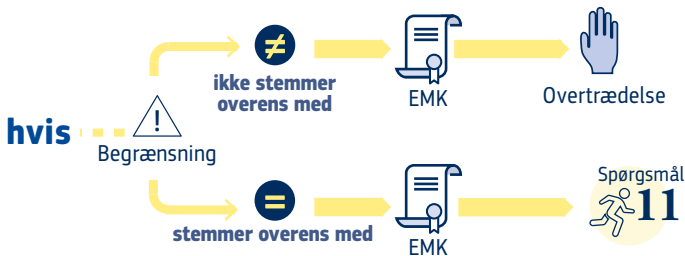 hvis
!
Begrænsning
≠
ikke stemmer
overens med
EMK
Overtrædelse
=
stemmer overens med
EMK
Spørgsmål
11